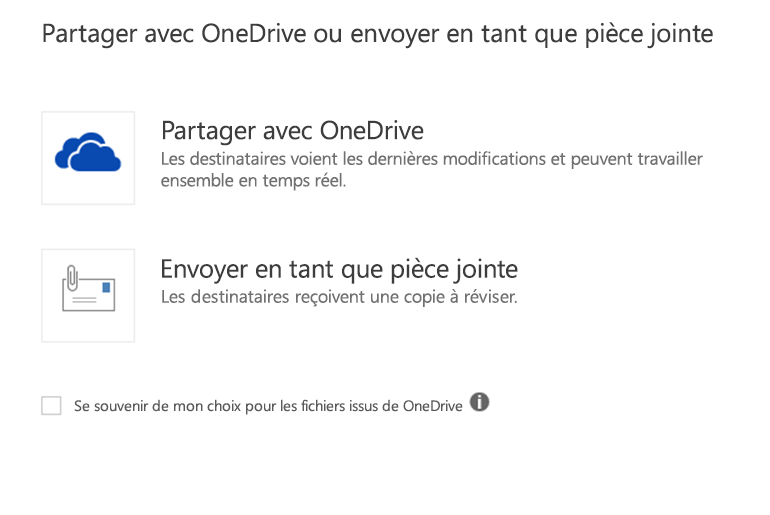 Partager avec OneDrive ou envoyer en tant que pièce jointe
Partager avec OneDrive
Les destinataires voient les dernières modifications et peuvent travailler
ensemble en temps réel.
Envoyer en tant que pièce jointe
Les destinataires reçoivent une copie à réviser.
Se souvenir de mon choix pour les fichiers issus de OneDrive